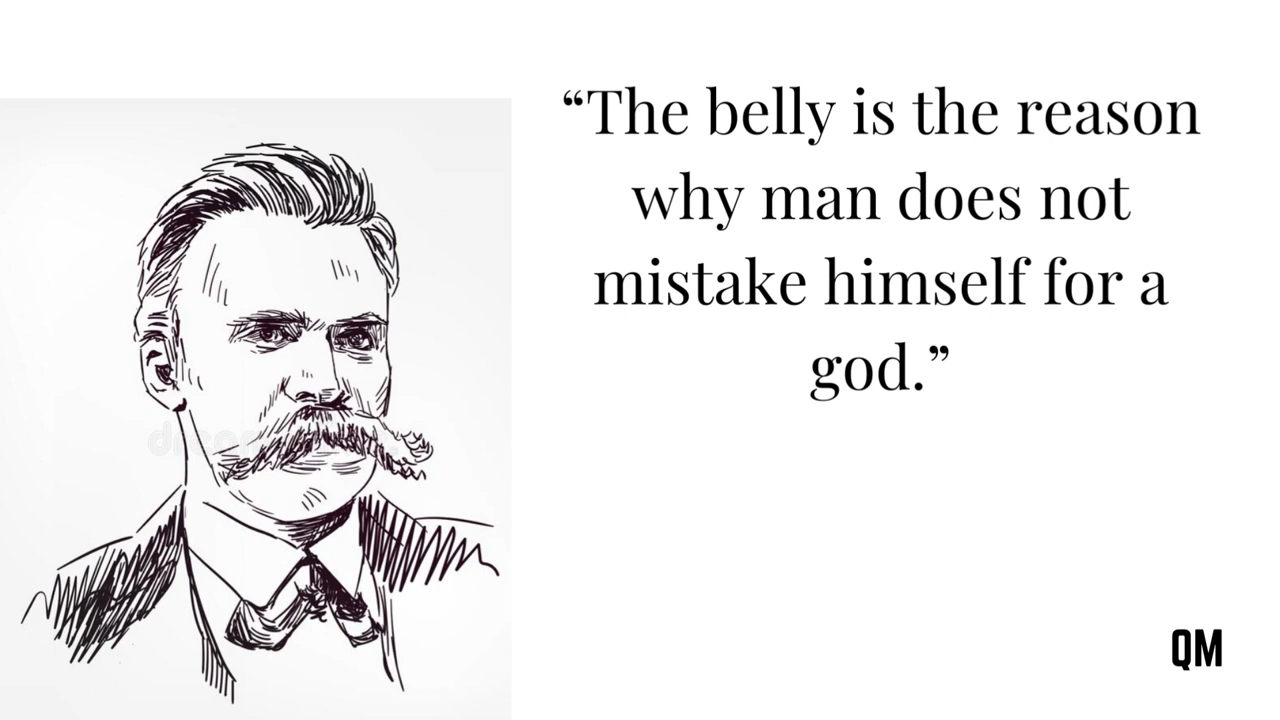 “The belly is the reason
why man does not
mistake himself for a
god.”
QM